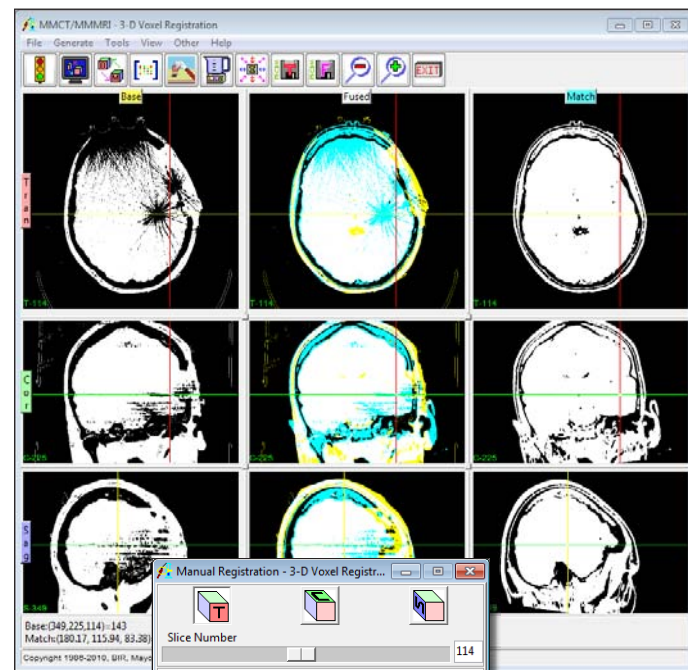 MMCT/MMMRI - 3-D Voxel Registration
File Generate Tools View Other Help
EXIT
Base
Fused
Match
Tran
T-114
T-114
T-114
Cor
C-225
C-225
C-225
Sag
S-349
Manual Registration - 3-D Voxel Registr...
T
Slice Number
114
Base:(349,225,114)=143
Match:(180.17, 115.94, 83.38)
Copyright 1996-2010, BIR, Mayo